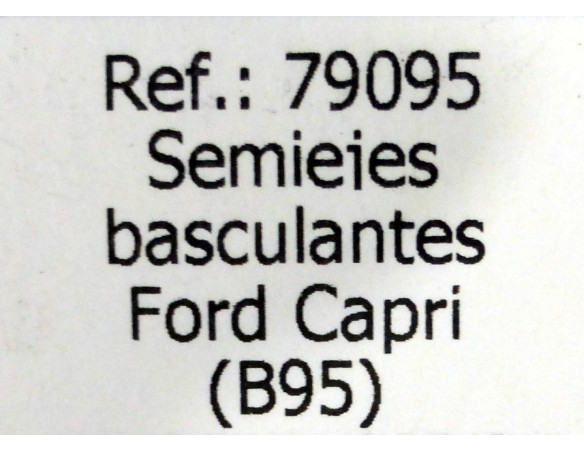 Ref.: 79095
Semiejes
basculantes
Ford Capri
(B95)